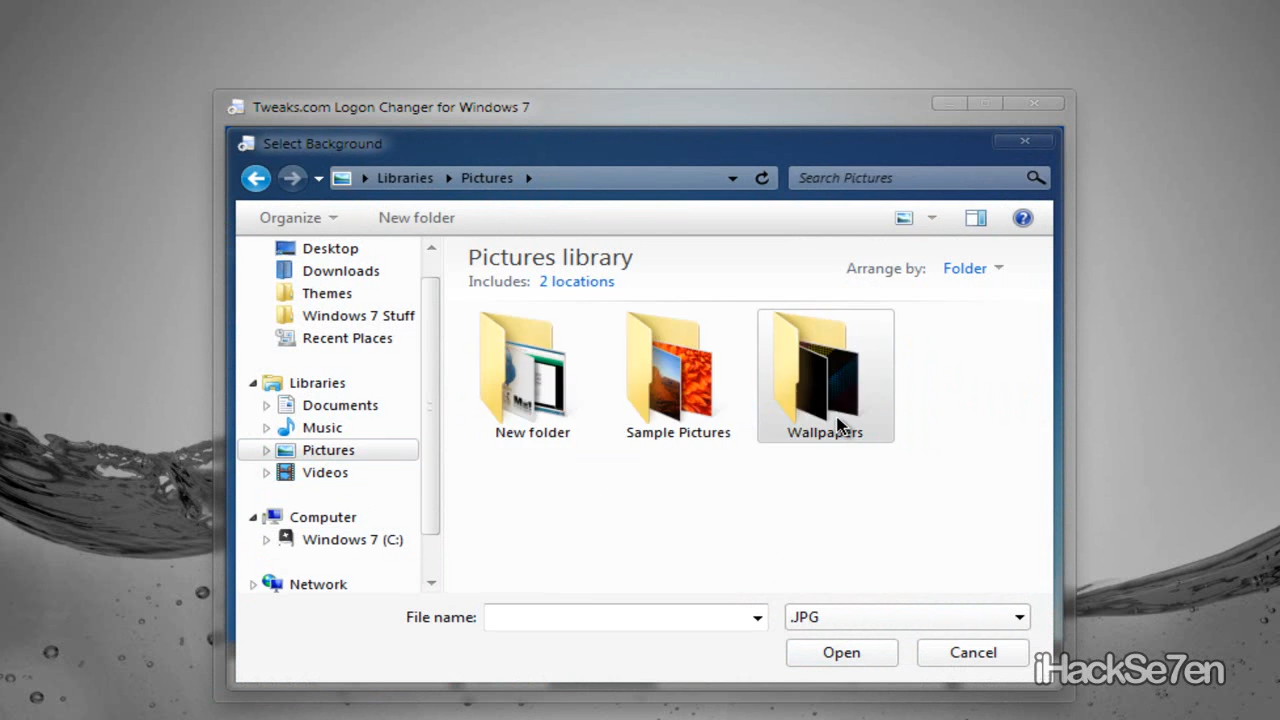 Tweaks.com Logon Changer for Windows 7
Select Background
Libraries Pictures
Search Pictures
Organize New folder
Desktop
Downloads
Themes
Windows 7 Stuff
Recent Places
Libraries
Documents
Music
Pictures
Videos
Computer
Windows 7 (C:)
Network
Pictures library
Includes: 2 locations
Arrange by: Folder
New folder
Sample Pictures
Wallpapers
File name:
.JPG
Open
Cancel
iHackSe7en